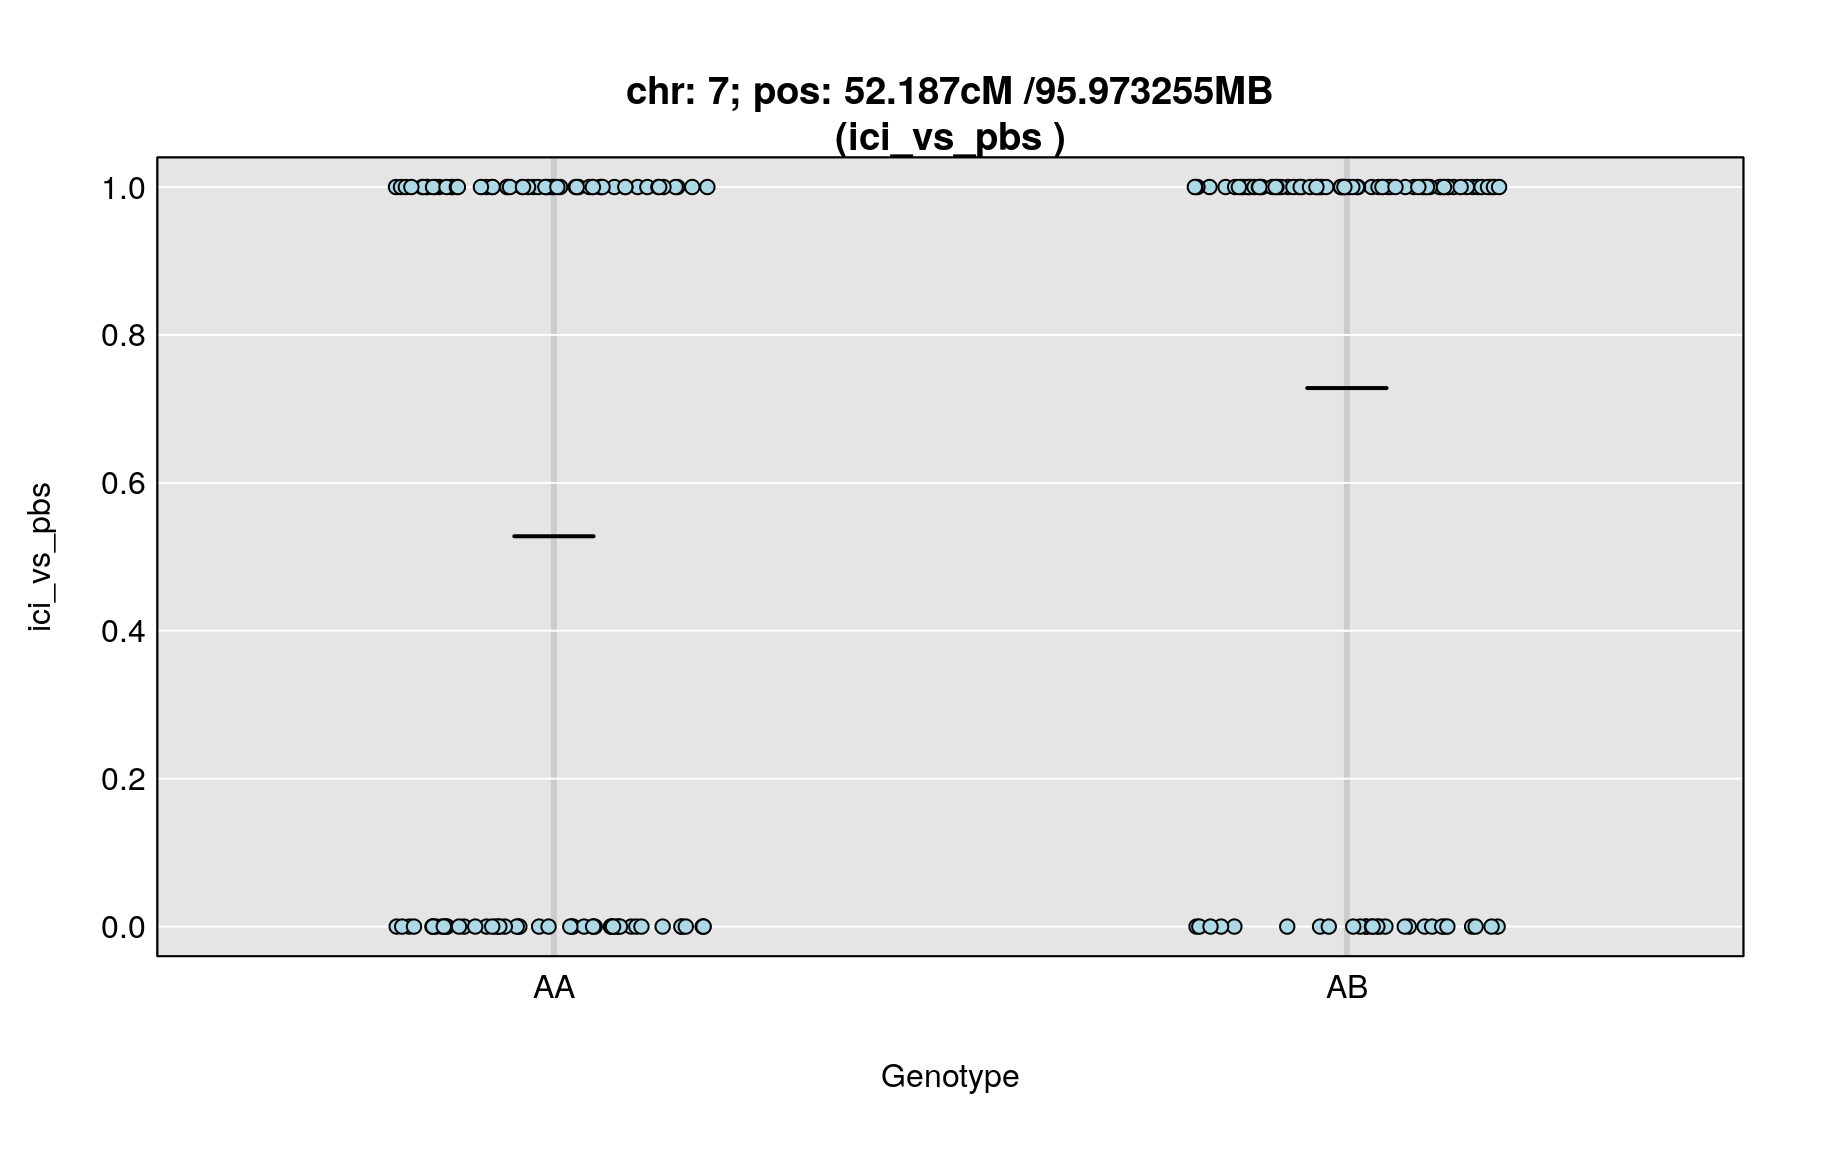 chr: 7; pos: 52.187cM /95.973255MB
(ici_vs_pbs )
1.0
0.8
0.6
0.4
0.2
0.0
ici_vs_pbs
AA
AB
Genotype